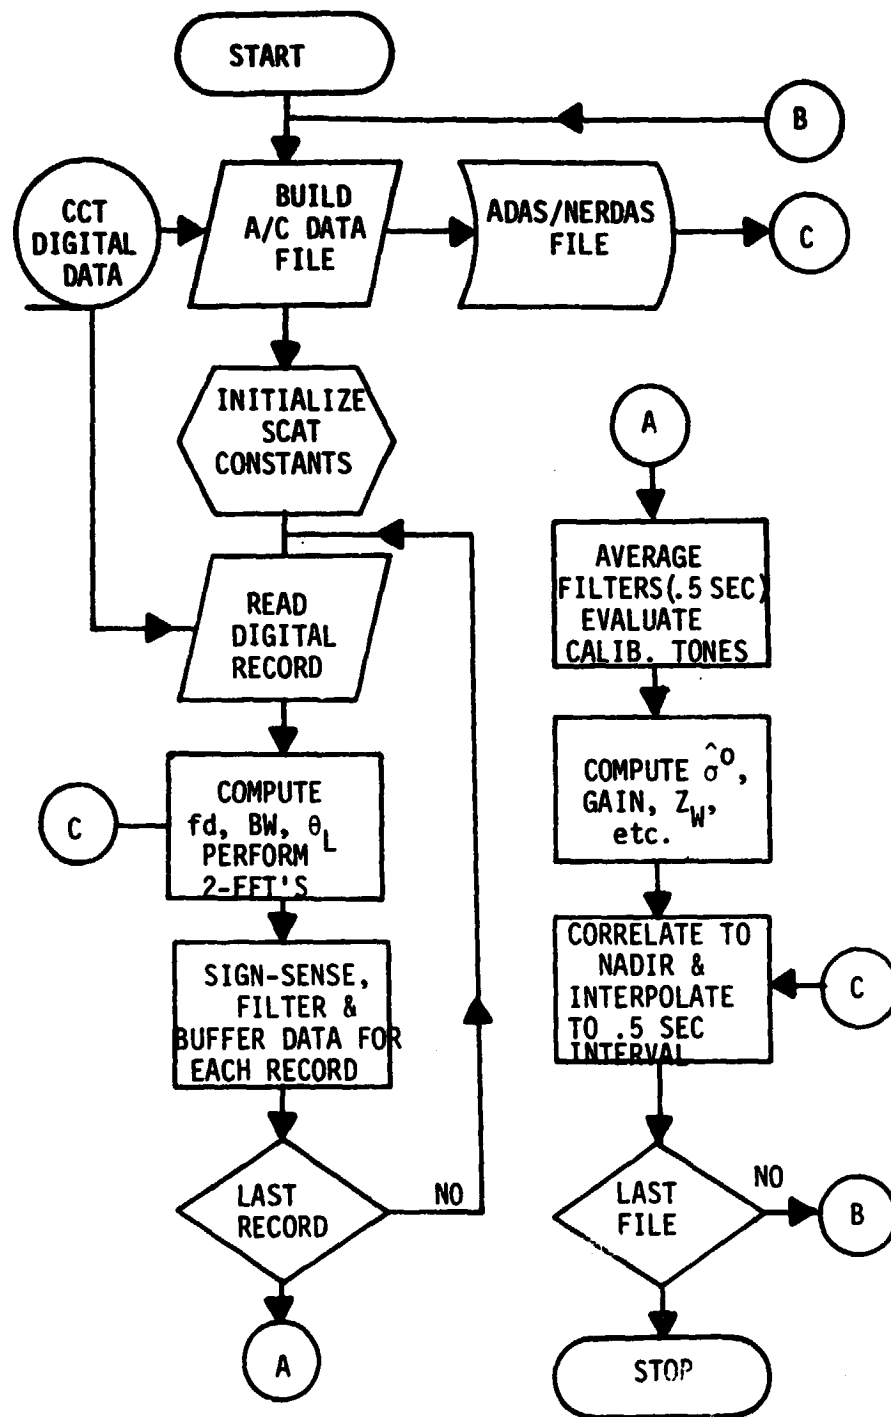 START
B
CCT
DIGITAL
DATA
BUILD
A/C DATA
FILE
ADAS/NERDAS
FILE
C
INITIALIZE
SCAT
CONSTANTS
READ
DIGITAL
RECORD
C
COMPUTE
fd, BW, θL
PERFORM
2-FFT'S
SIGN-SENSE,
FILTER &
BUFFER DATA FOR
EACH RECORD
LAST
RECORD
NO
A
A
AVERAGE
FILTERS(.5 SEC)
EVALUATE
CALIB. TONES
COMPUTE σ̂°,
GAIN, ZW,
etc.
CORRELATE TO
NADIR &
INTERPOLATE
TO .5 SEC
INTERVAL
C
LAST
FILE
NO
B
STOP